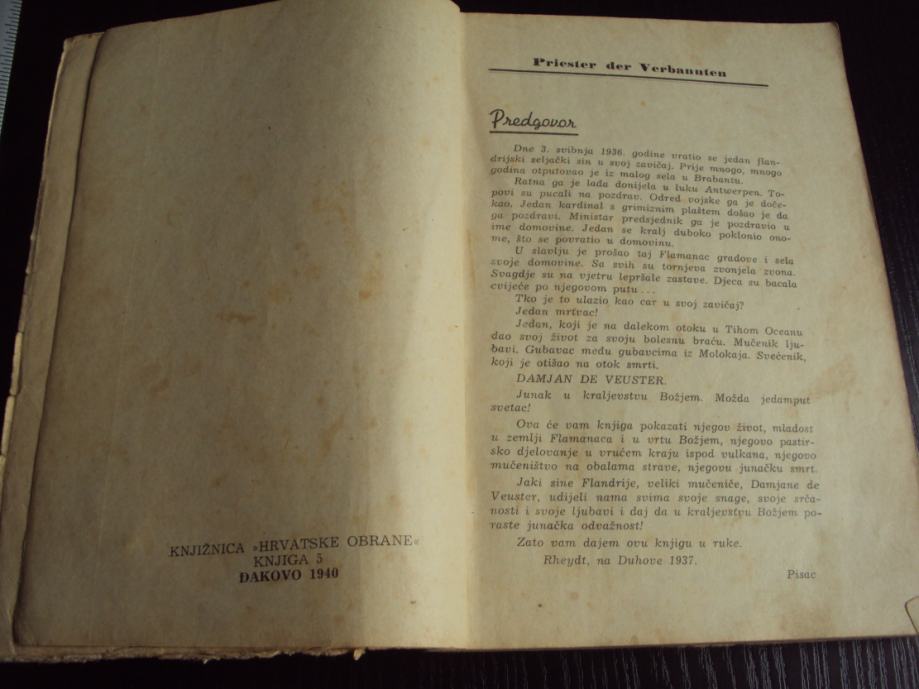 KNJIŽNICA »HRVATSKE OBRANE«
KNJIGA 5
ĐAKOVO 1940
Priester der Verbannten
Predgovor
Dne 3. svibnja 1936. godine vratio se jedan flan-
drijski seljački sin u svoj zavičaj. Prije mnogo, mnogo
godina otputovao je iz malog sela u Brabantu.
Ratna ga je lađa donijela u luku Antwerpen. To-
povi su pucali na pozdrav. Odred vojske ga je doče-
kao. Jedan kardinal s grimiznim plaštem došao je da
ga pozdravi. Ministar predsjednik ga je pozdravio u
ime domovine. Jedan se kralj duboko poklonio ono-
me, što se povratio u domovinu.
U slavlju je prošao taj Flamanac gradove i sela
svoje domovine. Sa svih su tornjeva zvonjela zvona.
Svagdje su na vjetru lepršale zastave. Djeca su bacala
cvijeće po njegovom putu ...
Tko je to ulazio kao car u svoj zavičaj?
Jedan mrtvac!
Jedan, koji je na dalekom otoku u Tihom Oceanu
dao svoj život za svoju bolesnu braću. Mučenik lju-
bavi. Gubavac među gubavcima iz Molokaja. Svećenik,
koji je otišao na otok smrti.
DAMJAN DE VEUSTER.
Junak u kraljevstvu Božjem. Možda jedamput
svetac!
Ova će vam knjiga pokazati njegov život, mladost
u zemlji Flamanaca i u vrtu Božjem, njegovo pastir-
sko djelovanje u vrućem kraju ispod vulkana, njegovo
mučeništvo na obalama strave, njegovu junačku smrt.
Jaki sine Flandrije, veliki mučeniče, Damjane de
Veuster, udijeli nama svima svoje snage, svoje srča-
nosti i svoje ljubavi i daj da u kraljevstvu Božjem po-
raste junačka odvažnost!
Zato vam dajem ovu knjigu u ruke.
Rheydt, na Duhove 1937.
Pisac